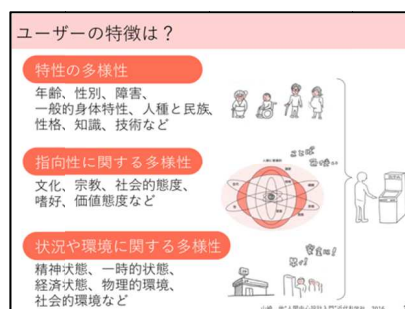 ユーザーの特徴は？
特性の多様性
年齢、性別、障害、
一般的身体特性、人種と民族、
性格、知識、技術など
指向性に関する多様性
文化、宗教、社会的態度、
嗜好、価値態度など
状況や環境に関する多様性
精神状態、一時的状態、
経済状態、物理的環境、
社会的環境など